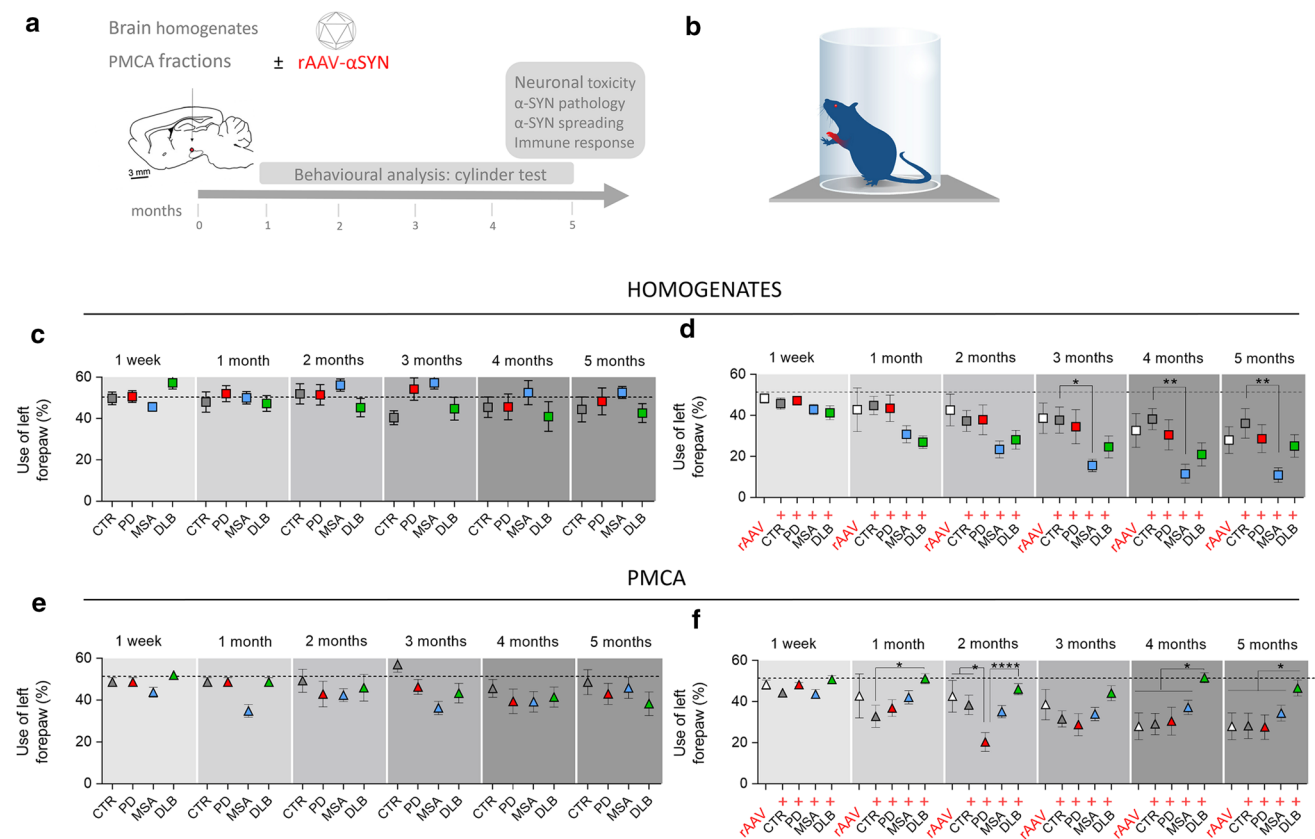 a
Brain homogenates
PMCA fractions ± rAAV-αSYN
Neuronal toxicity
α-SYN pathology
α-SYN spreading
Immune response
3 mm
Behavioural analysis: cylinder test
months
0 1 2 3 4 5
b
HOMOGENATES
c
1 week 1 month 2 months 3 months 4 months 5 months
Use of left
forepaw (%)
60
40
20
0
CTR PD MSA DLB CTR PD MSA DLB CTR PD MSA DLB CTR PD MSA DLB CTR PD MSA DLB CTR PD MSA DLB
d
1 week 1 month 2 months 3 months 4 months 5 months
* ** **
Use of left
forepaw (%)
60
40
20
0
+ + + + + + + + + + + + + + + + + + + + + + + +
rAAV CTR PD MSA DLB rAAV CTR PD MSA DLB rAAV CTR PD MSA DLB rAAV CTR PD MSA DLB rAAV CTR PD MSA DLB rAAV CTR PD MSA DLB
PMCA
e
1 week 1 month 2 months 3 months 4 months 5 months
Use of left
forepaw (%)
60
40
20
0
CTR PD MSA DLB CTR PD MSA DLB CTR PD MSA DLB CTR PD MSA DLB CTR PD MSA DLB CTR PD MSA DLB
f
1 week 1 month 2 months 3 months 4 months 5 months
* * **** * *
Use of left
forepaw (%)
60
40
20
0
+ + + + + + + + + + + + + + + + + + + + + + + +
rAAV CTR PD MSA DLB rAAV CTR PD MSA DLB rAAV CTR PD MSA DLB rAAV CTR PD MSA DLB rAAV CTR PD MSA DLB rAAV CTR PD MSA DLB